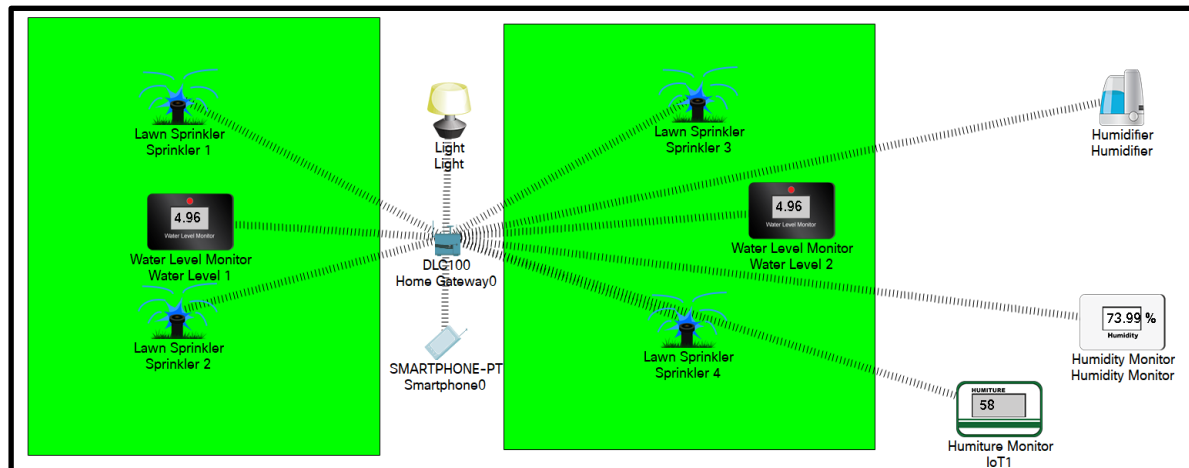 Lawn Sprinkler
Sprinkler 1
Light
Light
Lawn Sprinkler
Sprinkler 3
Humidifier
Humidifier
4.96
Water Level Monitor
Water Level Monitor
Water Level 1
DLC100
Home Gateway0
4.96
Water Level Monitor
Water Level Monitor
Water Level 2
Lawn Sprinkler
Sprinkler 2
SMARTPHONE-PT
Smartphone0
Lawn Sprinkler
Sprinkler 4
73.99 %
Humidity
Humidity Monitor
Humidity Monitor
HUMITURE
58
Humiture Monitor
IoT1